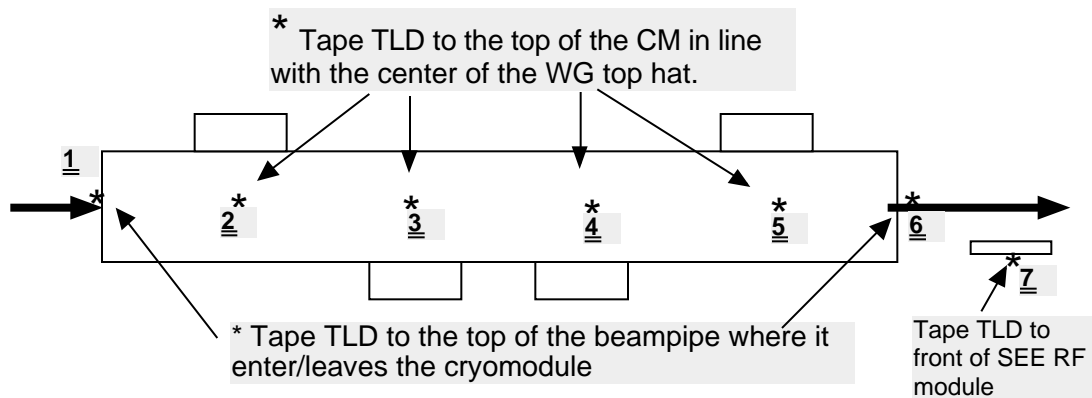 * Tape TLD to the top of the CM in line
with the center of the WG top hat.
1
*
* 2
* 3
* 4
* 5
* 6
* 7
* Tape TLD to the top of the beampipe where it
enter/leaves the cryomodule
Tape TLD to
front of SEE RF
module